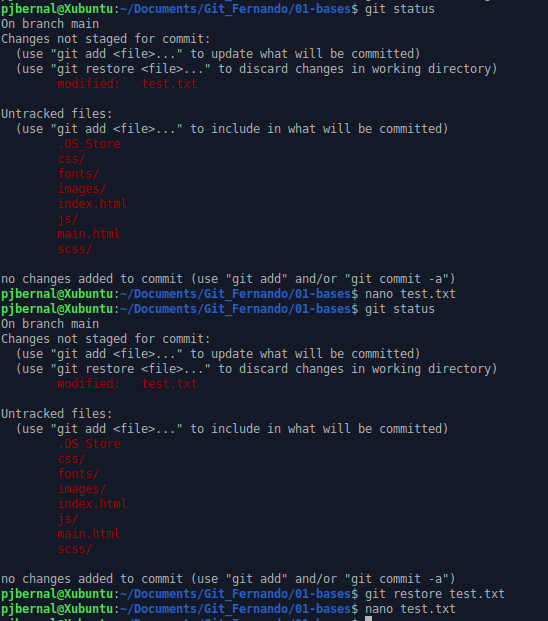 pjbernal@Xubuntu:~/Documents/Git_Fernando/01-bases$ git status
On branch main
Changes not staged for commit:
  (use "git add <file>..." to update what will be committed)
  (use "git restore <file>..." to discard changes in working directory)
        modified:   test.txt

Untracked files:
  (use "git add <file>..." to include in what will be committed)
        .DS_Store
        css/
        fonts/
        images/
        index.html
        js/
        main.html
        scss/

no changes added to commit (use "git add" and/or "git commit -a")
pjbernal@Xubuntu:~/Documents/Git_Fernando/01-bases$ nano test.txt
pjbernal@Xubuntu:~/Documents/Git_Fernando/01-bases$ git status
On branch main
Changes not staged for commit:
  (use "git add <file>..." to update what will be committed)
  (use "git restore <file>..." to discard changes in working directory)
        modified:   test.txt

Untracked files:
  (use "git add <file>..." to include in what will be committed)
        .DS_Store
        css/
        fonts/
        images/
        index.html
        js/
        main.html
        scss/

no changes added to commit (use "git add" and/or "git commit -a")
pjbernal@Xubuntu:~/Documents/Git_Fernando/01-bases$ git restore test.txt
pjbernal@Xubuntu:~/Documents/Git_Fernando/01-bases$ nano test.txt
pjbernal@Xubuntu:~/Documents/Git_Fernando/01-bases$